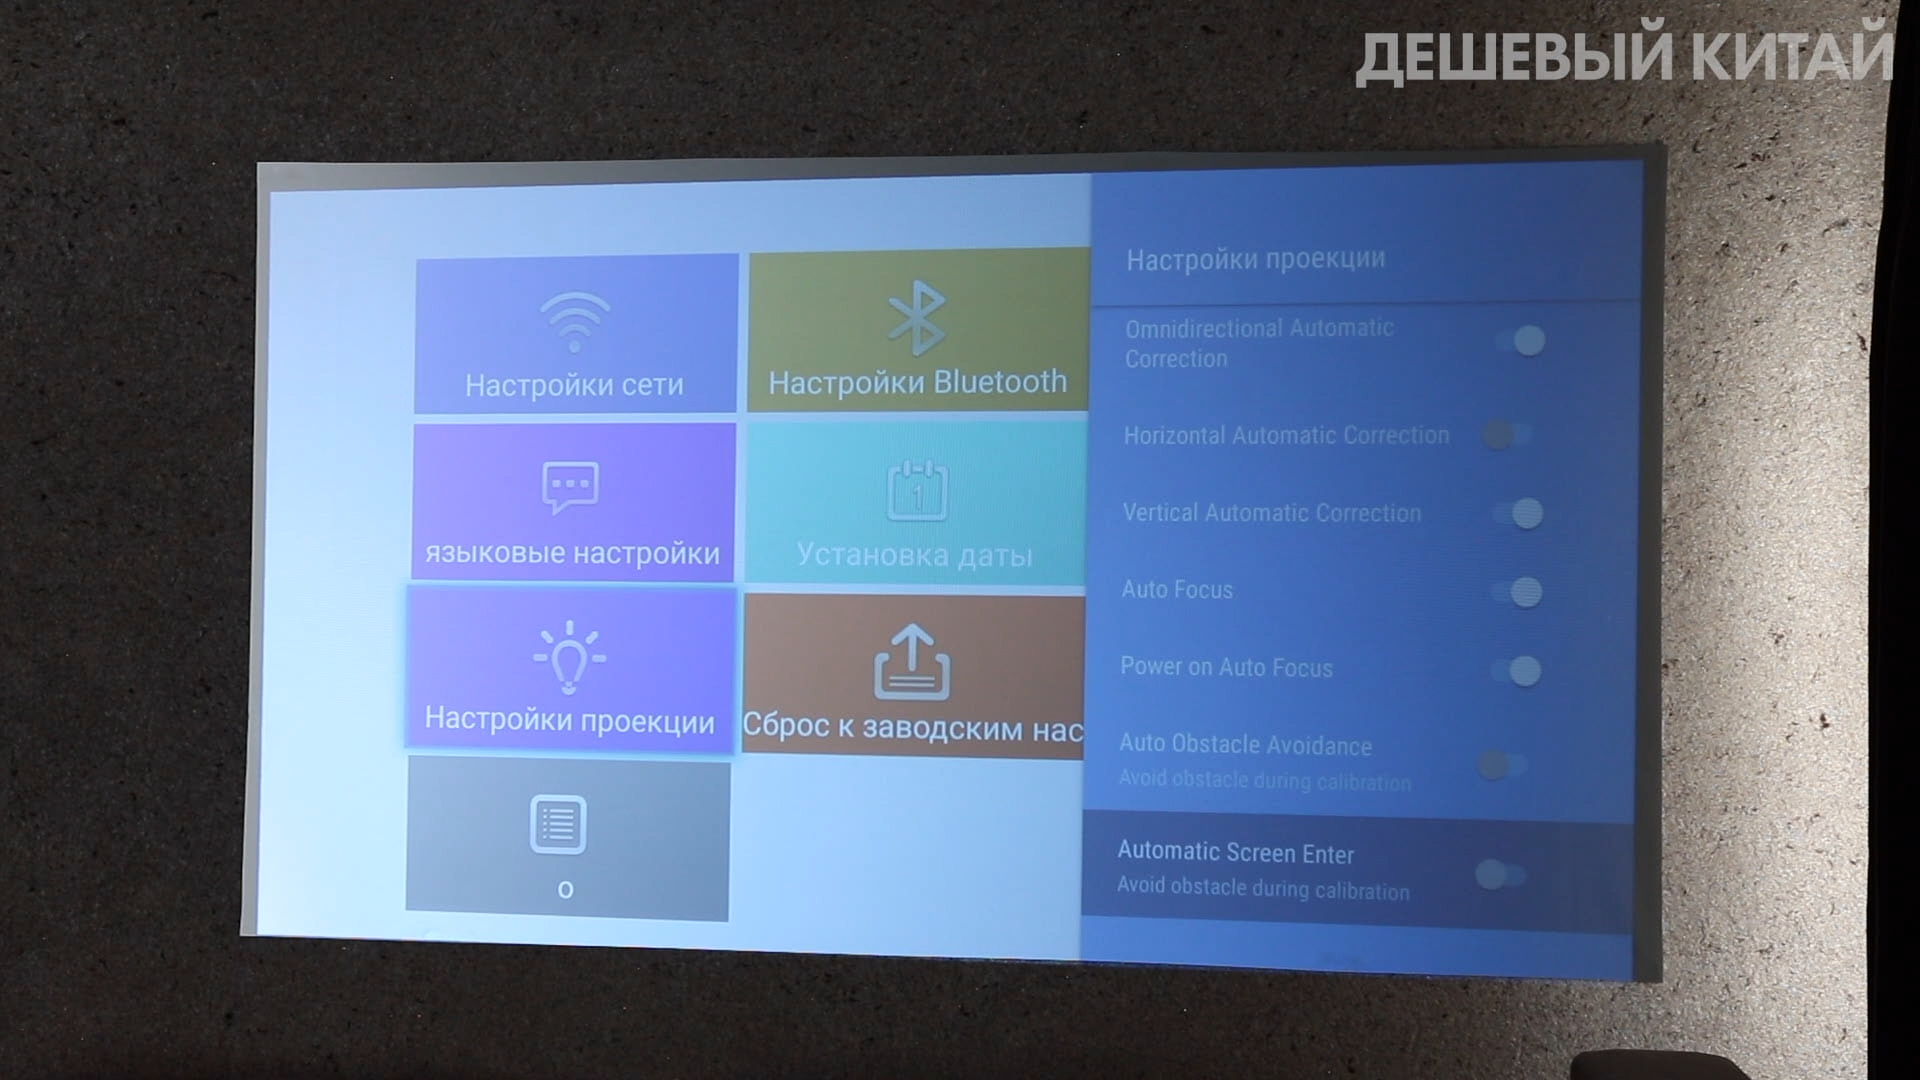 ДЕШЕВЫЙ КИТАЙ
Настройки сети
Настройки Bluetooth
языковые настройки
1
Установка даты
Настройки проекции
Сброс к заводским нас
О
Настройки проекции
Omnidirectional Automatic
Correction
Horizontal Automatic Correction
Vertical Automatic Correction
Auto Focus
Power on Auto Focus
Auto Obstacle Avoidance
Avoid obstacle during calibration
Automatic Screen Enter
Avoid obstacle during calibration